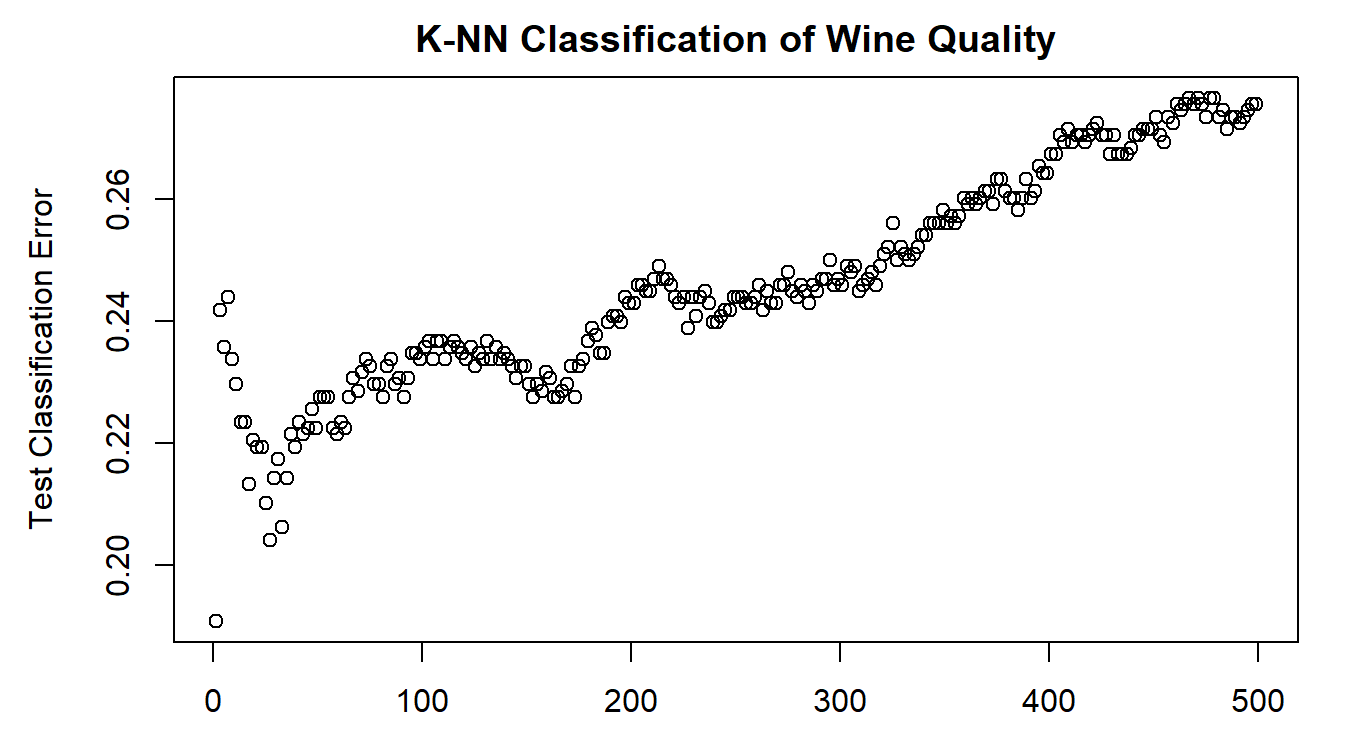 K-NN Classification of Wine Quality
Test Classification Error
0.26
0.24
0.22
0.20
0 100 200 300 400 500